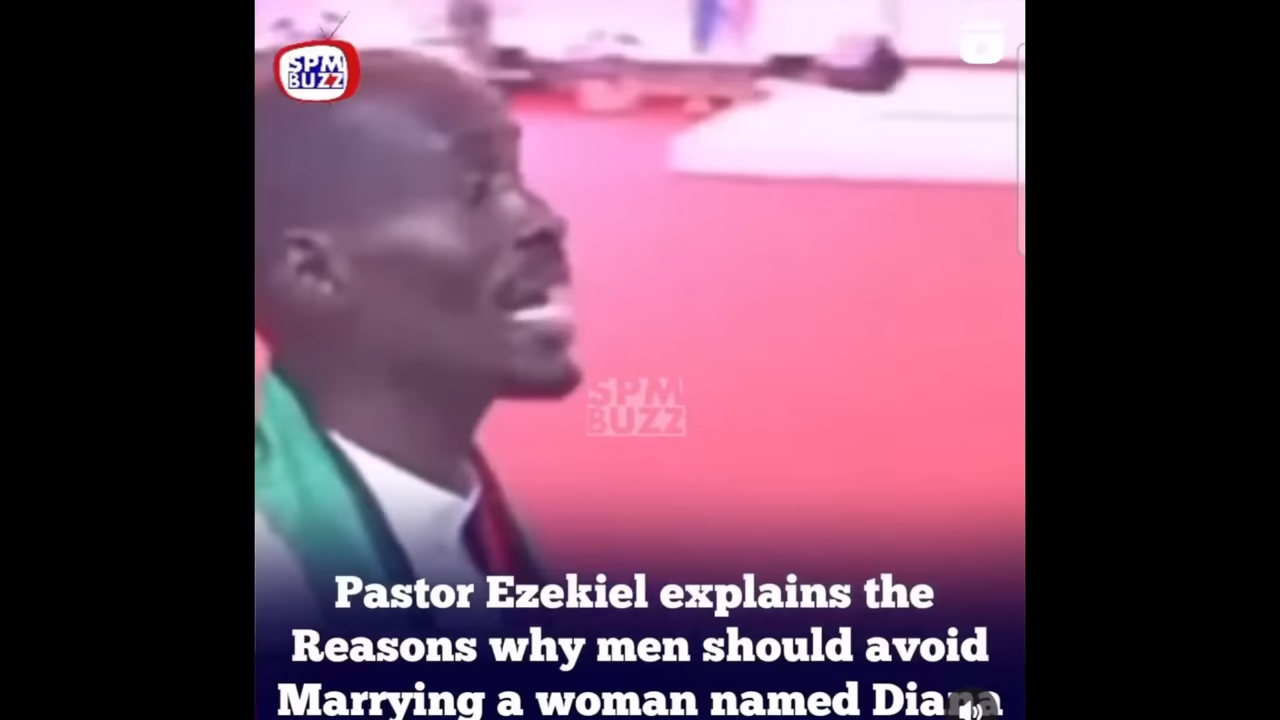 SPM
BUZZ
SPM
BUZZ
Pastor Ezekiel explains the
Reasons why men should avoid
Marrying a woman named Diana